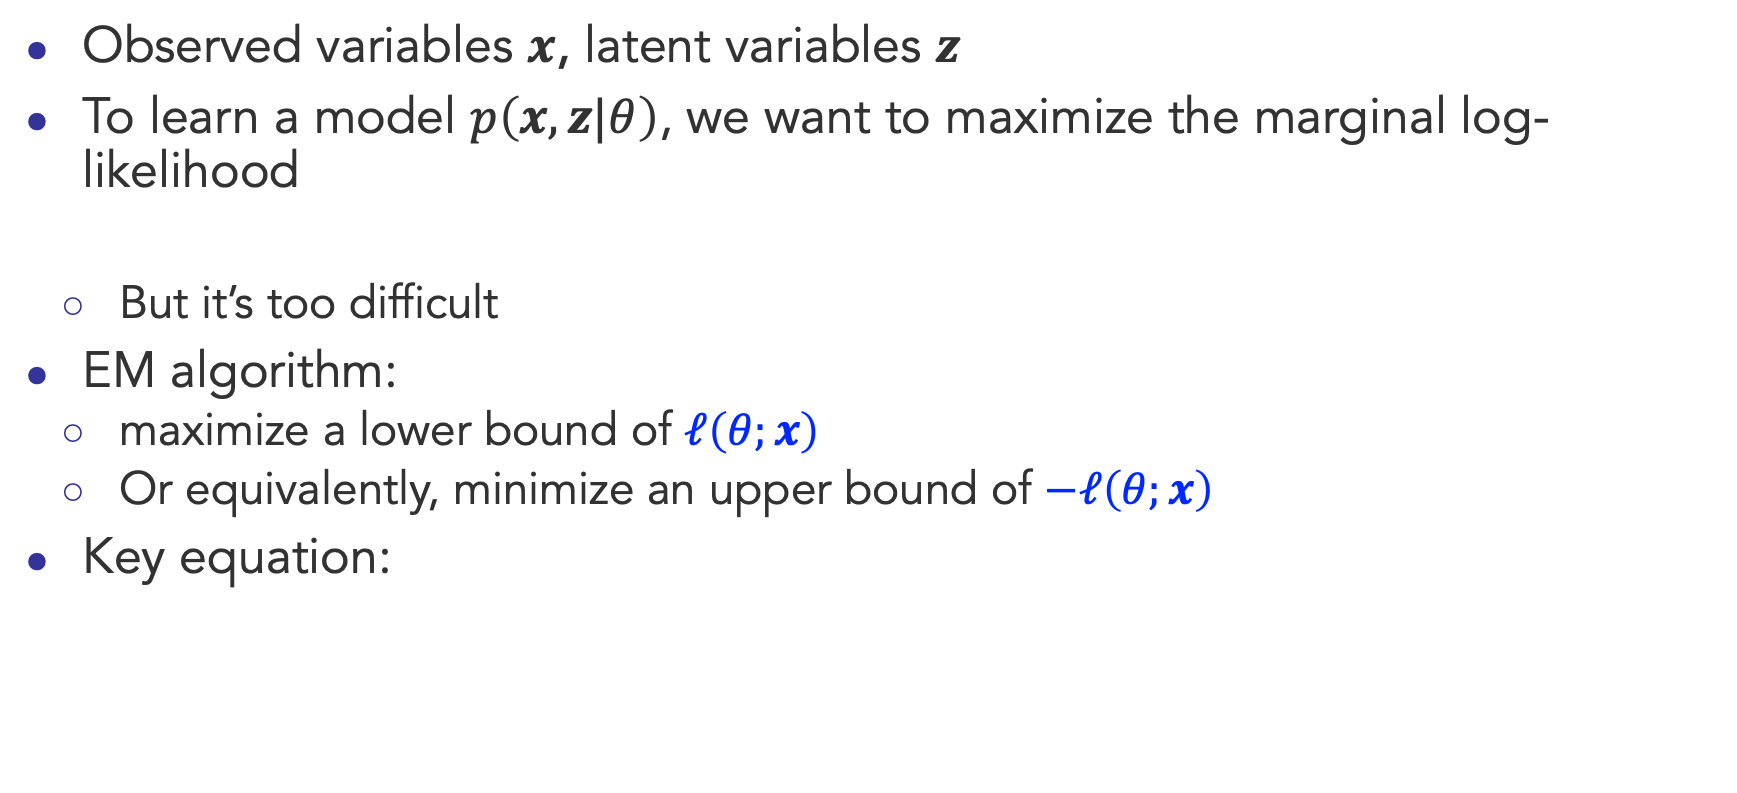 • Observed variables x, latent variables z
• To learn a model p(x, z|θ), we want to maximize the marginal log-
likelihood
○ But it’s too difficult
• EM algorithm:
○ maximize a lower bound of ℓ(θ; x)
○ Or equivalently, minimize an upper bound of −ℓ(θ; x)
• Key equation: